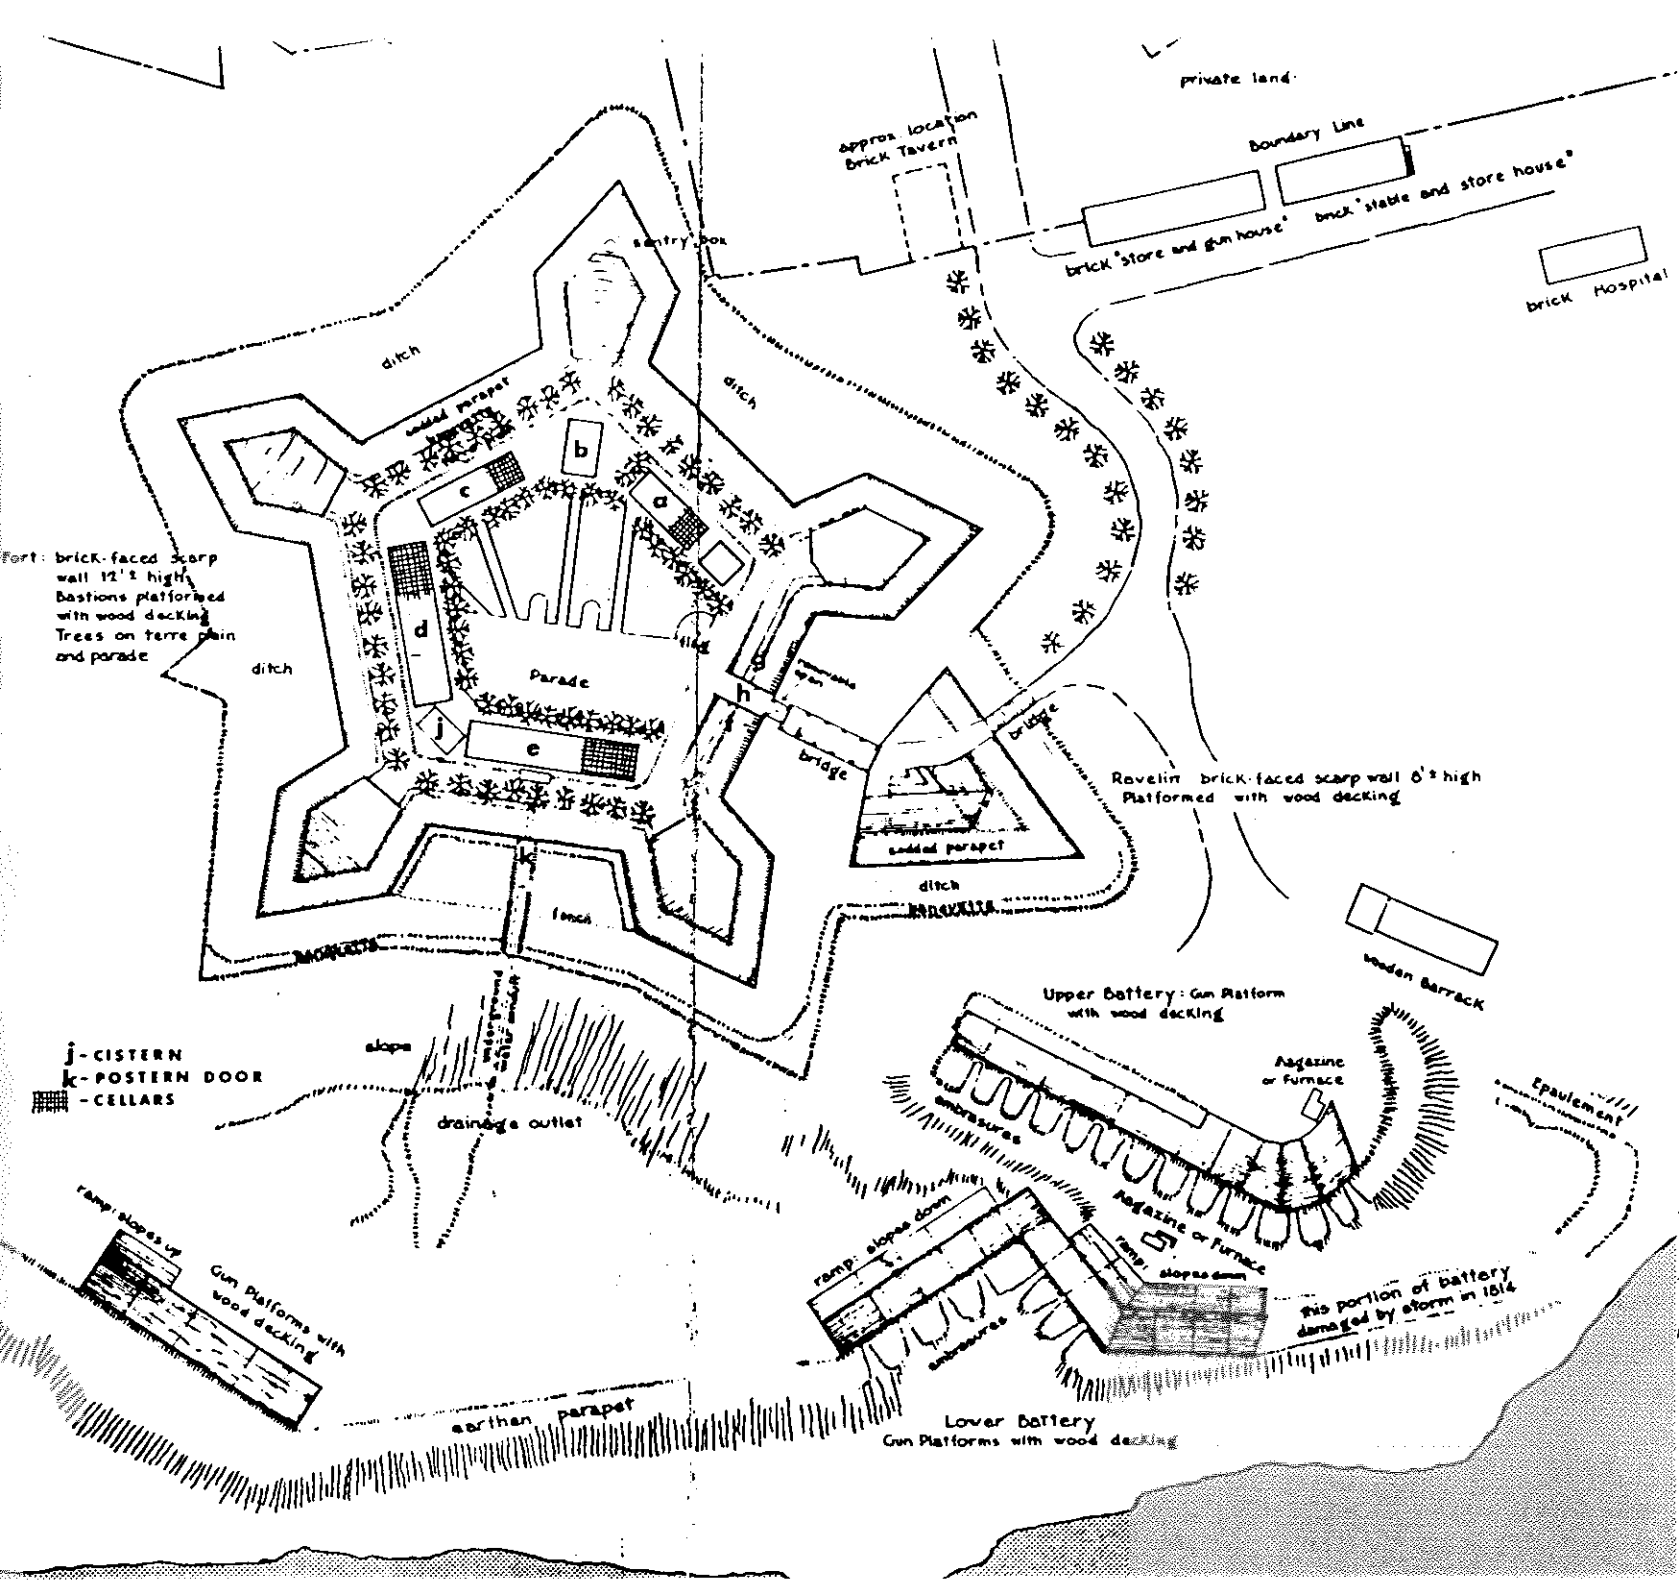 private land.
approx. location
Brick Tavern
Boundary Line
brick "store and gun house"
brick "stable and store house"
brick Hospital
sentry box
ditch
ditch
sodded parapet
b
c
a
Fort: brick-faced scarp
wall 12'± high,
Bastions platformed
with wood decking
Trees on terre plain
and parade
d
flag
ditch
Parade
g
removable
span
h
f
j
e
bridge
bridge
Ravelin brick-faced scarp wall 8'± high
Platformed with wood decking
sodded parapet
k
ditch
fence
banquette
banquette
wooden Barrack
Upper Battery: Gun Platform
with wood decking
underground
water conduit
slope
j - CISTERN
k - POSTERN DOOR
- CELLARS
Magazine
or Furnace
Epaulement
embrasures
drainage outlet
ramp: slopes up
Gun Platforms with
wood decking
ramp: slopes down
Magazine or Furnace
ramp:
slopes down
this portion of battery
damaged by storm in 1814
embrasures
earthen parapet
Lower Battery
Gun Platforms with wood decking